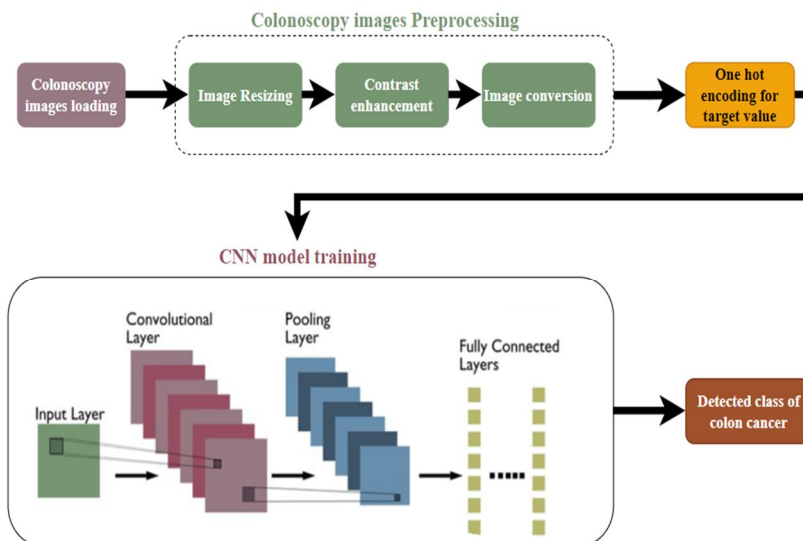 Colonoscopy images Preprocessing
Colonoscopy
images loading
Image Resizing
Contrast
enhancement
Image conversion
One hot
encoding for
target value
CNN model training
Convolutional
Layer
Pooling
Layer
Fully Connected
Layers
Input Layer
Detected class of
colon cancer